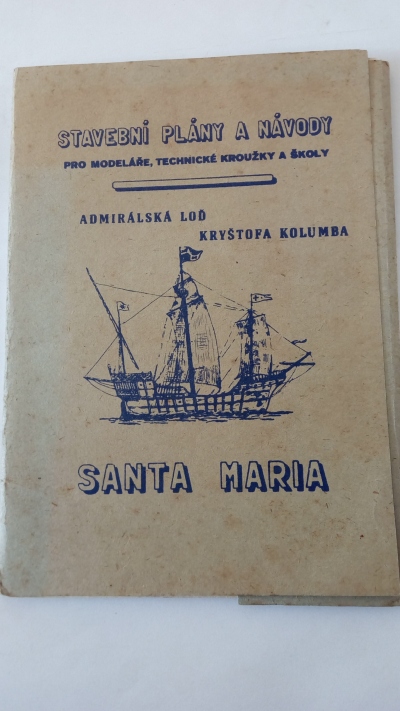 STAVEBNÍ PLÁNY A NÁVODY
PRO MODELÁŘE, TECHNICKÉ KROUŽKY A ŠKOLY
ADMIRÁLSKÁ LOĎ
KRYŠTOFA KOLUMBA
SANTA MARIA